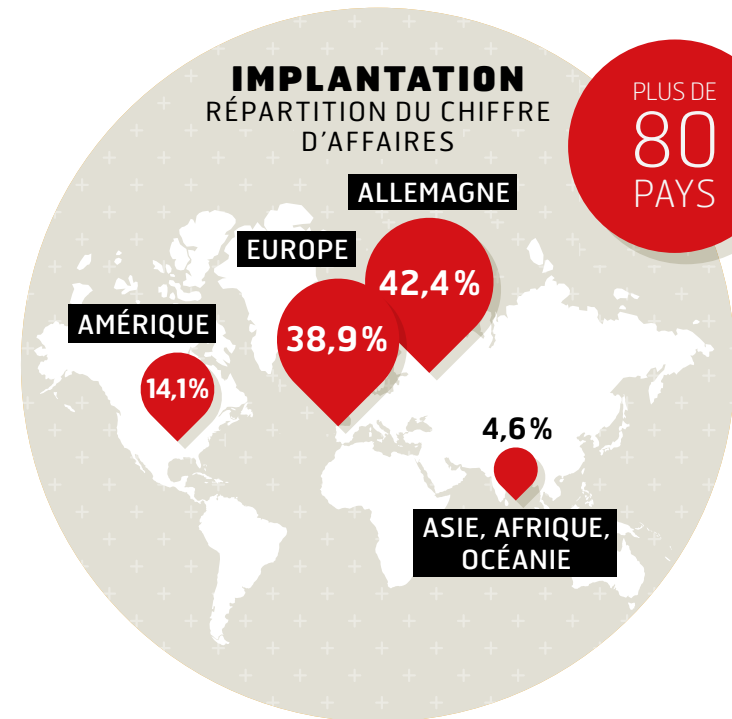 IMPLANTATION
RÉPARTITION DU CHIFFRE
D'AFFAIRES
PLUS DE
80
PAYS
ALLEMAGNE
42,4 %
EUROPE
38,9 %
AMÉRIQUE
14,1%
4,6 %
ASIE, AFRIQUE,
OCÉANIE